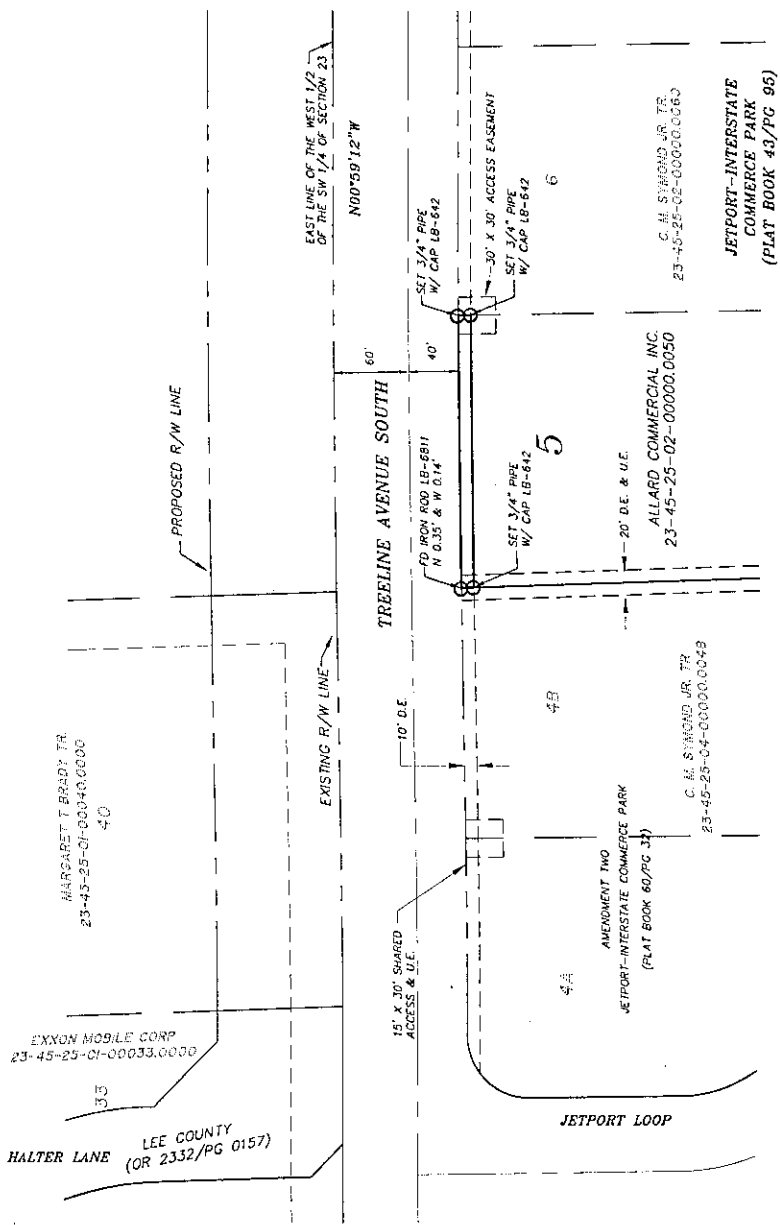 PROPOSED R/W LINE
EAST LINE OF THE WEST 1/2
OF THE SW 1/4 OF SECTION 23
N00°59'12"W
MARGARET T BRADY TR.
23-45-25-01-00040.0000
40
EXISTING R/W LINE
TREELINE AVENUE SOUTH
60'
40'
SET 3/4" PIPE
W/ CAP LB-642
30' X 30' ACCESS EASEMENT
SET 3/4" PIPE
W/ CAP LB-642
6
C. M. SYMOND JR. TR.
23-45-25-02-00000.0060
JETPORT-INTERSTATE
COMMERCE PARK
(PLAT BOOK 43/PG 95)
FD IRON ROD LB-6811
N 0.35' & W 0.14'
SET 3/4" PIPE
W/ CAP LB-642
5
ALLARD COMMERCIAL INC.
23-45-25-02-00000.0050
20' D.E. & U.E.
10' D.E.
4B
C. M. SYMOND JR. TR
23-45-25-04-00000.004B
15' X 30' SHARED
ACCESS & U.E.
4A
AMENDMENT TWO
JETPORT-INTERSTATE COMMERCE PARK
(PLAT BOOK 60/PG 32)
EXXON MOBILE CORP
23-45-25-01-00033.0000
33
HALTER LANE
LEE COUNTY
(OR 2332/PG 0157)
JETPORT LOOP